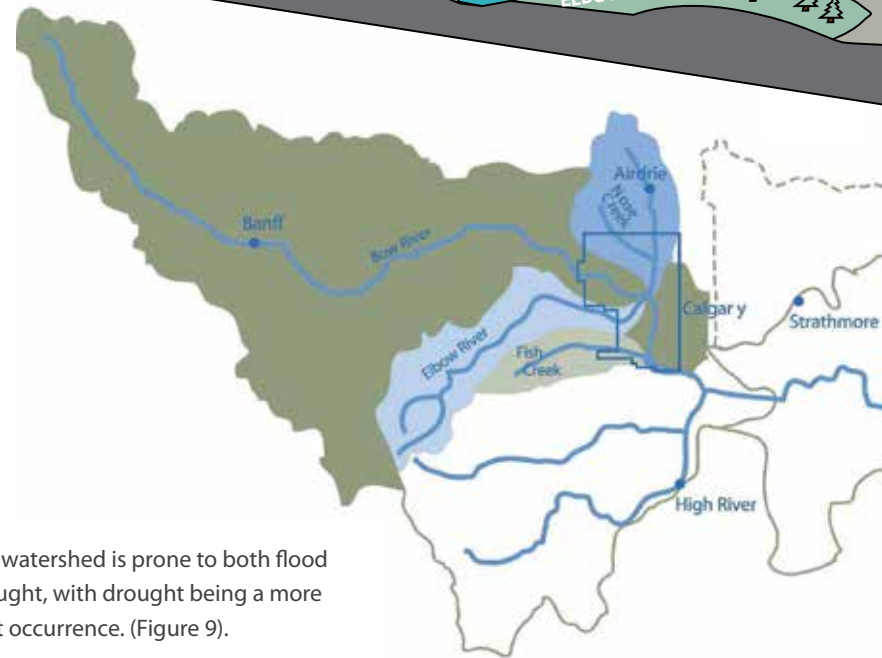 Airdrie
Nose
Creek
Banff
Bow River
Calgar y
Strathmore
Elbow River
Fish
Creek
High River
watershed is prone to both flood
ught, with drought being a more
t occurrence. (Figure 9).